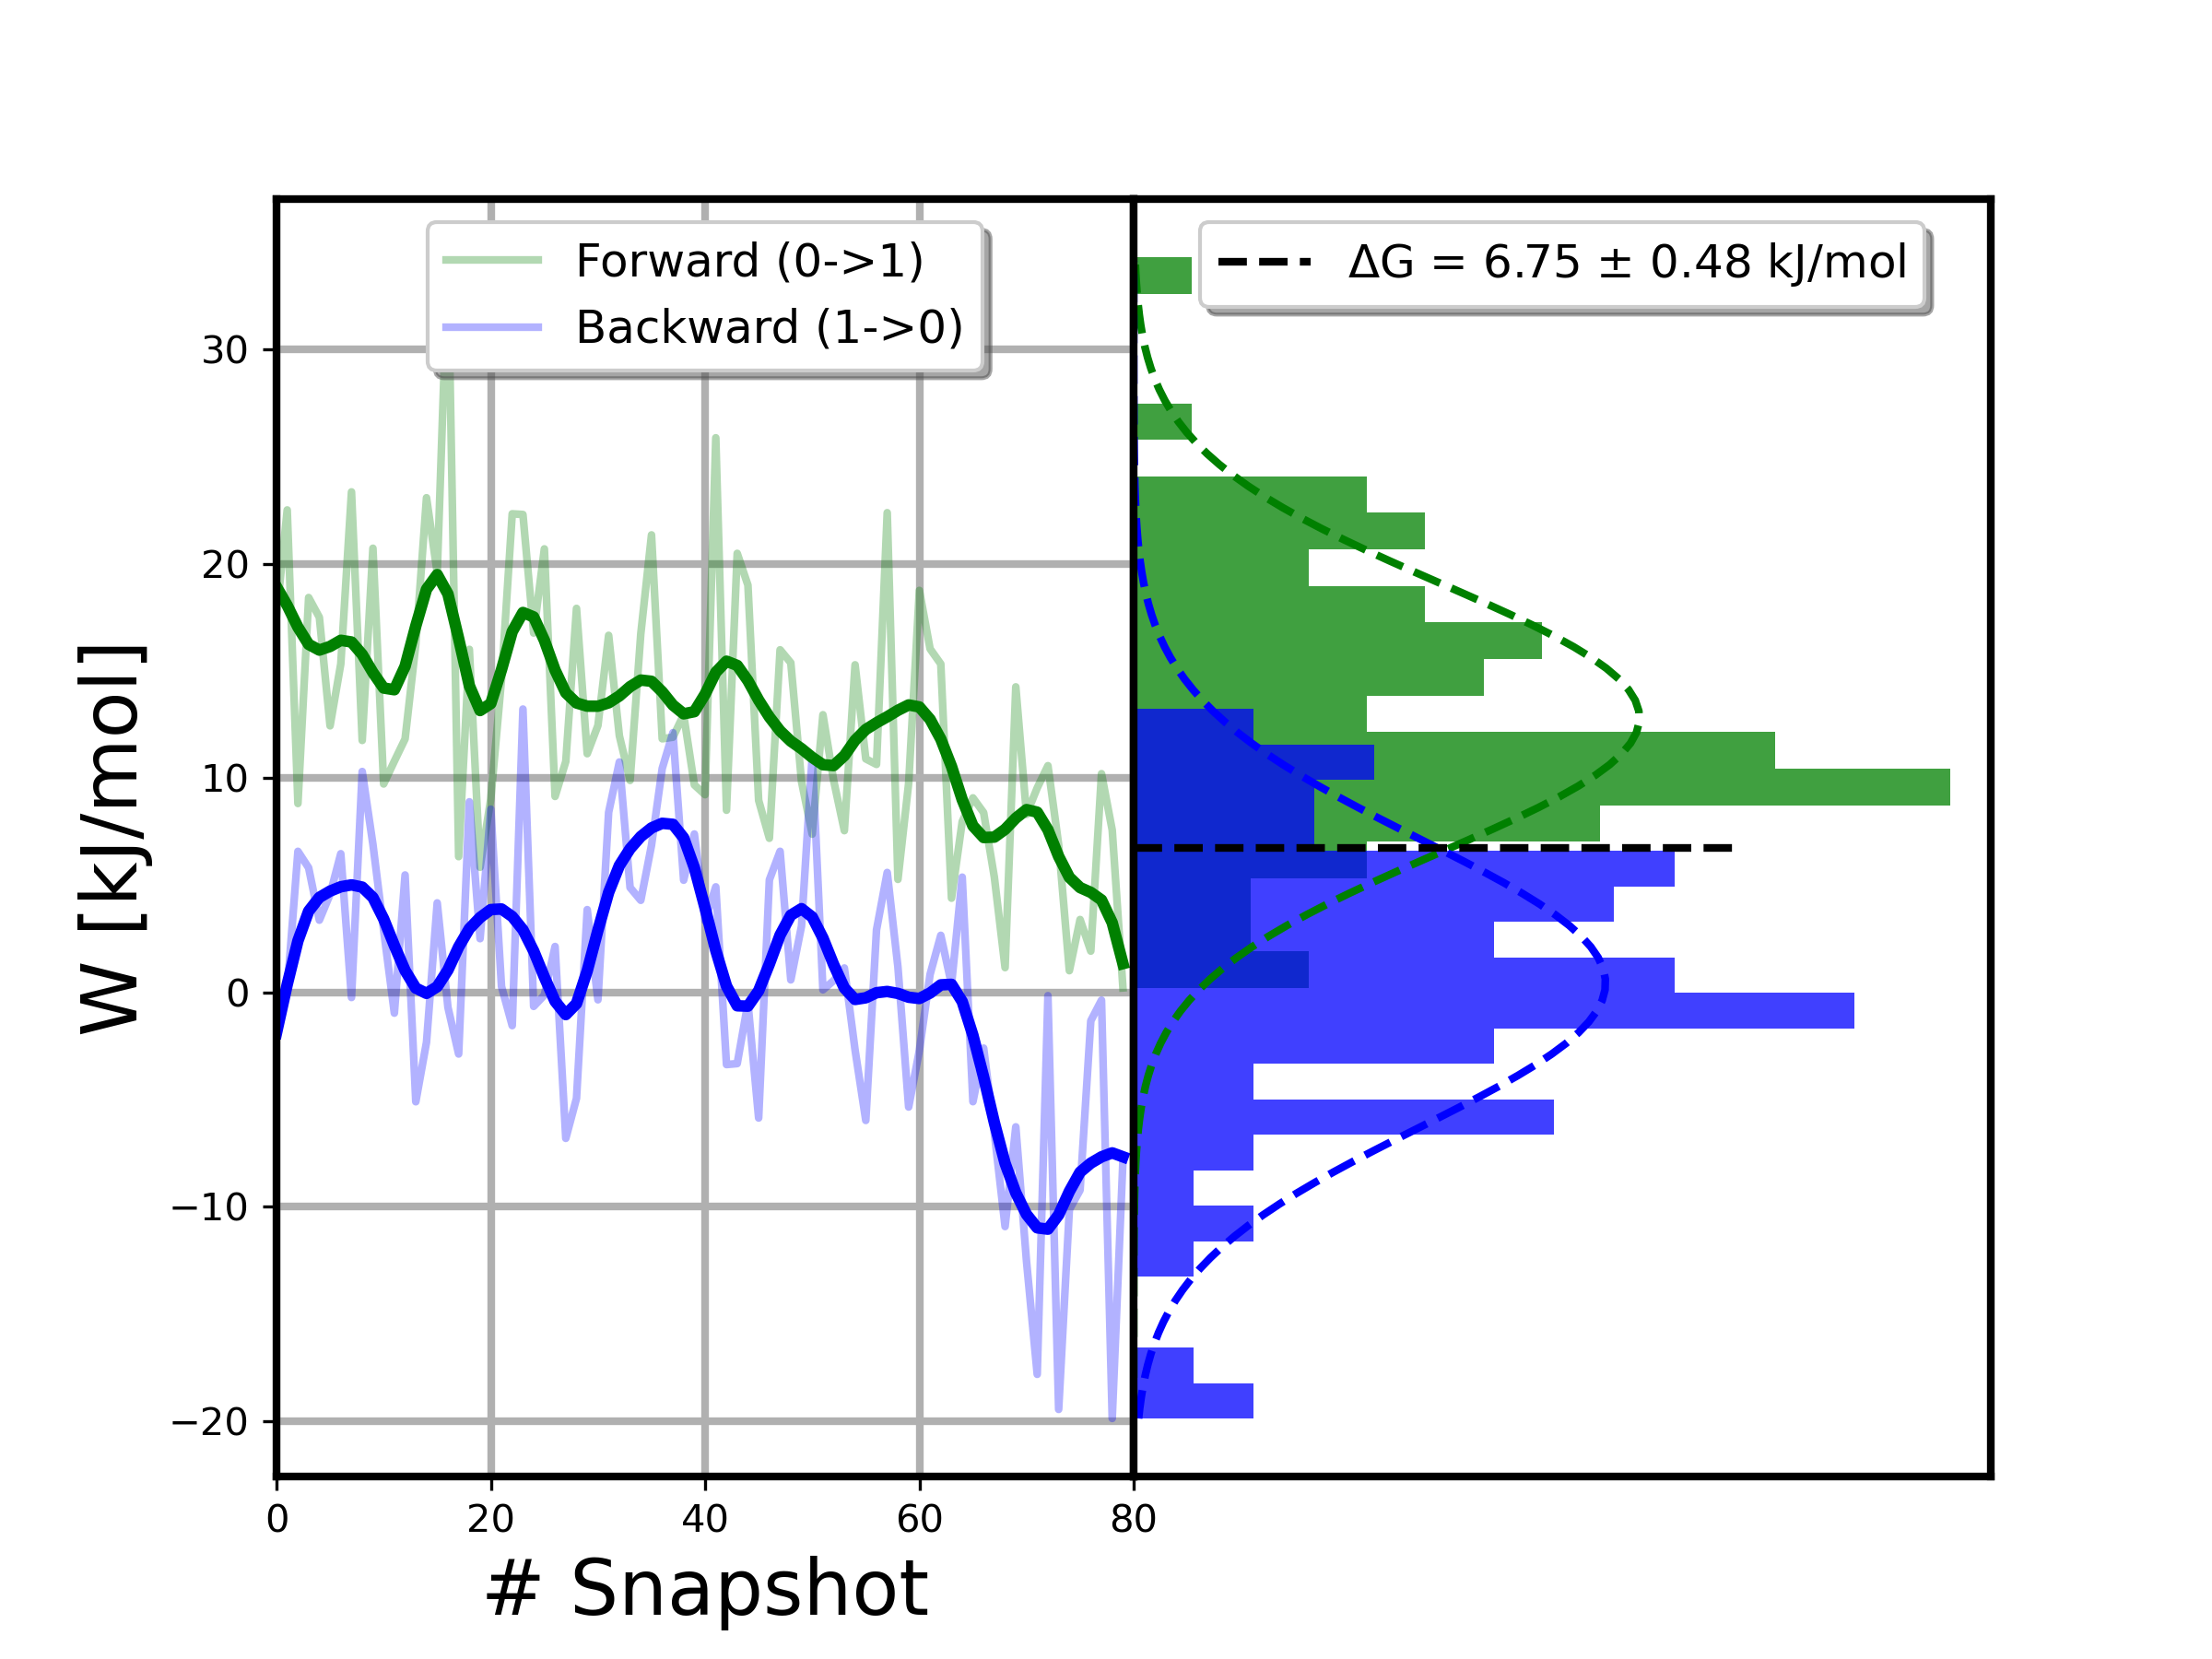 Forward (0->1)
Backward (1->0)
ΔG = 6.75 ± 0.48 kJ/mol
W [kJ/mol]
30
20
10
0
−10
−20
0 20 40 60 80
# Snapshot